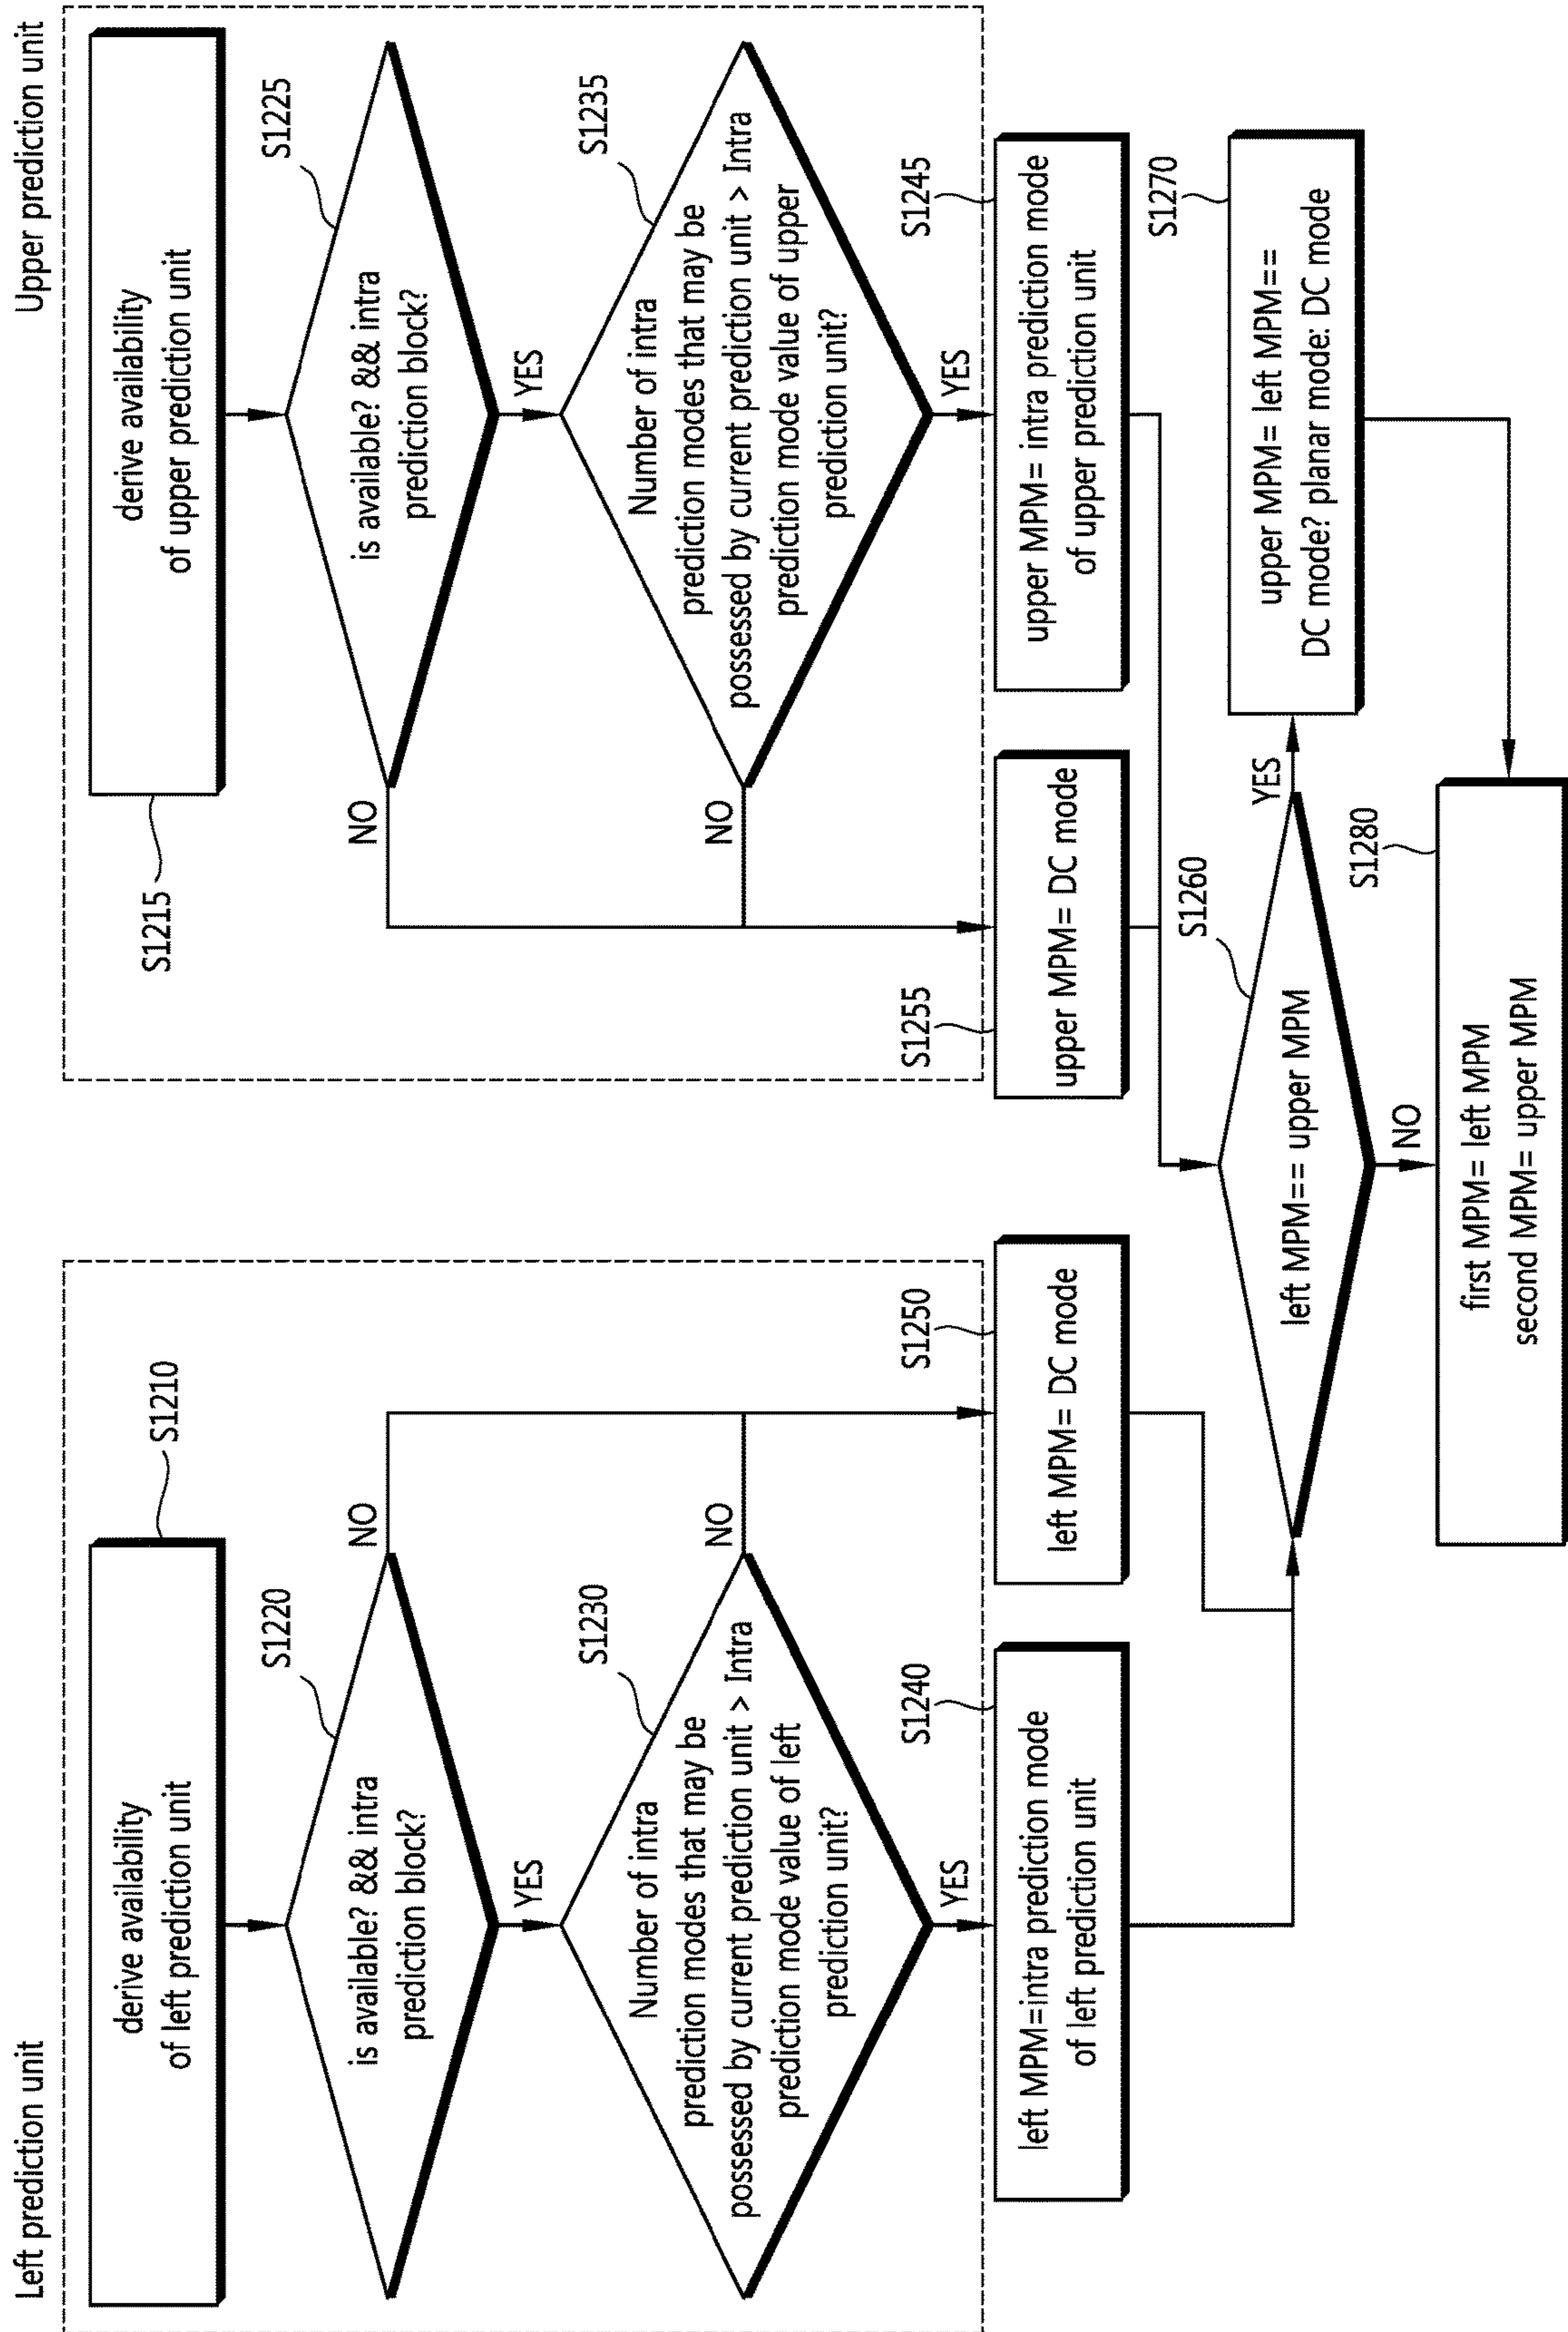 Left prediction unit
derive availability
of left prediction unit
S1210
is available? && intra
prediction block?
S1220
NO
YES
Number of intra
prediction modes that may be
possessed by current prediction unit > Intra
prediction mode value of left
prediction unit?
S1230
NO
YES
left MPM=intra prediction mode
of left prediction unit
S1240
left MPM= DC mode
S1250
Upper prediction unit
derive availability
of upper prediction unit
S1215
is available? && intra
prediction block?
S1225
NO
YES
Number of intra
prediction modes that may be
possessed by current prediction unit > Intra
prediction mode value of upper
prediction unit?
S1235
NO
YES
upper MPM= DC mode
S1255
upper MPM= intra prediction mode
of upper prediction unit
S1245
left MPM== upper MPM
S1260
YES
NO
upper MPM= left MPM==
DC mode? planar mode: DC mode
S1270
first MPM= left MPM
second MPM= upper MPM
S1280